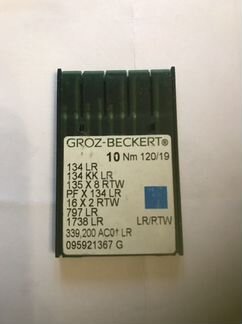 GROZ-BECKERT®
10 Nm 120/19
134 LR
134 KK LR
135 X 8 RTW
PF X 134 LR
16 X 2 RTW
797 LR
1738 LR LR/RTW
339,200 AC0† LR
095921367 G